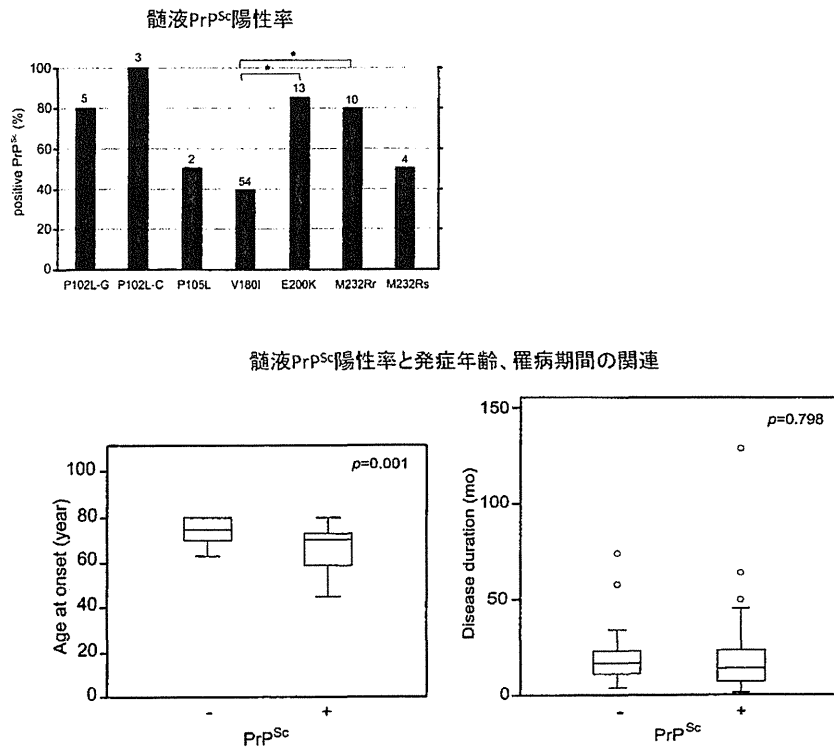 髄液PrPSc陽性率
positive PrPSc (%)
100
80
60
40
20
0
5
3
2
54
13
10
4
*
*
P102L-G P102L-C P105L V180I E200K M232Rr M232Rs
髄液PrPSc陽性率と発症年齢、罹病期間の関連
Age at onset (year)
100
80
60
40
20
0
p=0.001
- +
PrPSc
Disease duration (mo)
150
100
50
0
p=0.798
- +
PrPSc